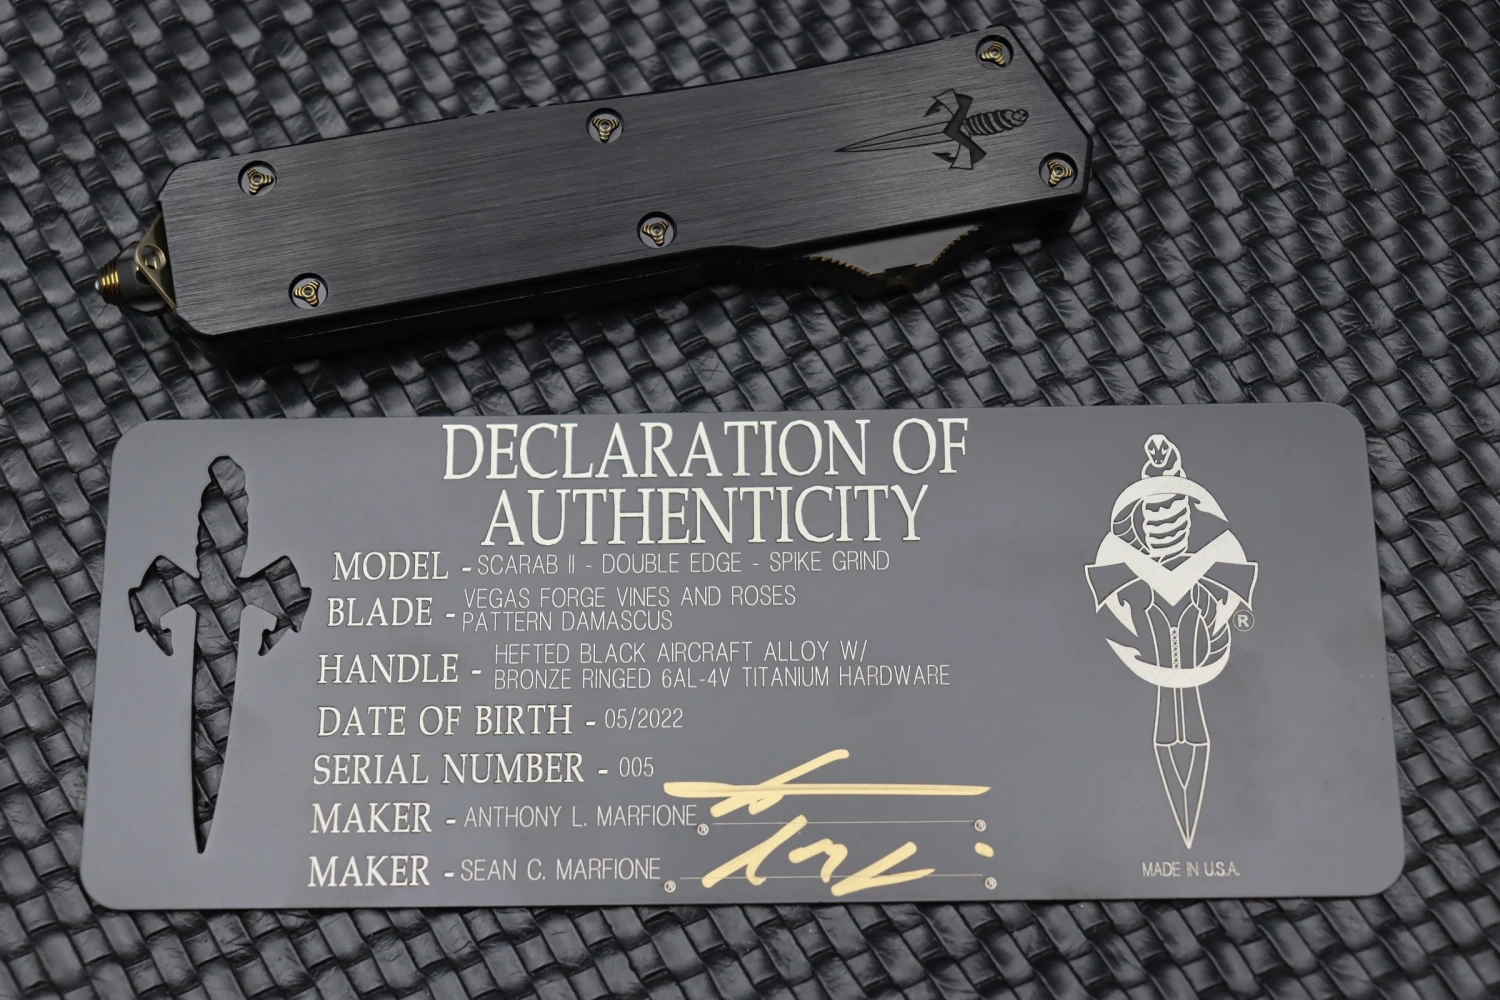 DECLARATION OF
AUTHENTICITY
MODEL - SCARAB II - DOUBLE EDGE - SPIKE GRIND
BLADE - VEGAS FORGE VINES AND ROSES
PATTERN DAMASCUS
HANDLE - HEFTED BLACK AIRCRAFT ALLOY W/
BRONZE RINGED 6AL-4V TITANIUM HARDWARE
DATE OF BIRTH - 05/2022
SERIAL NUMBER - 005
MAKER - ANTHONY L. MARFIONE ® ®
MAKER - SEAN C. MARFIONE ® ®
®
MADE IN U.S.A.